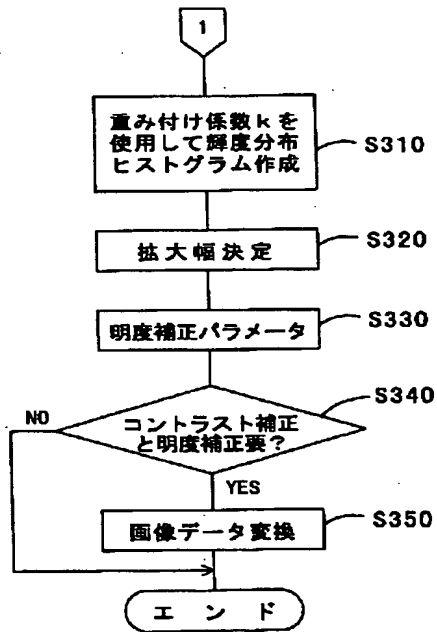 1
重み付け係数kを
使用して輝度分布
ヒストグラム作成
S310
拡大幅決定
S320
明度補正パラメータ
S330
コントラスト補正
と明度補正要?
S340
NO
YES
画像データ変換
S350
エンド